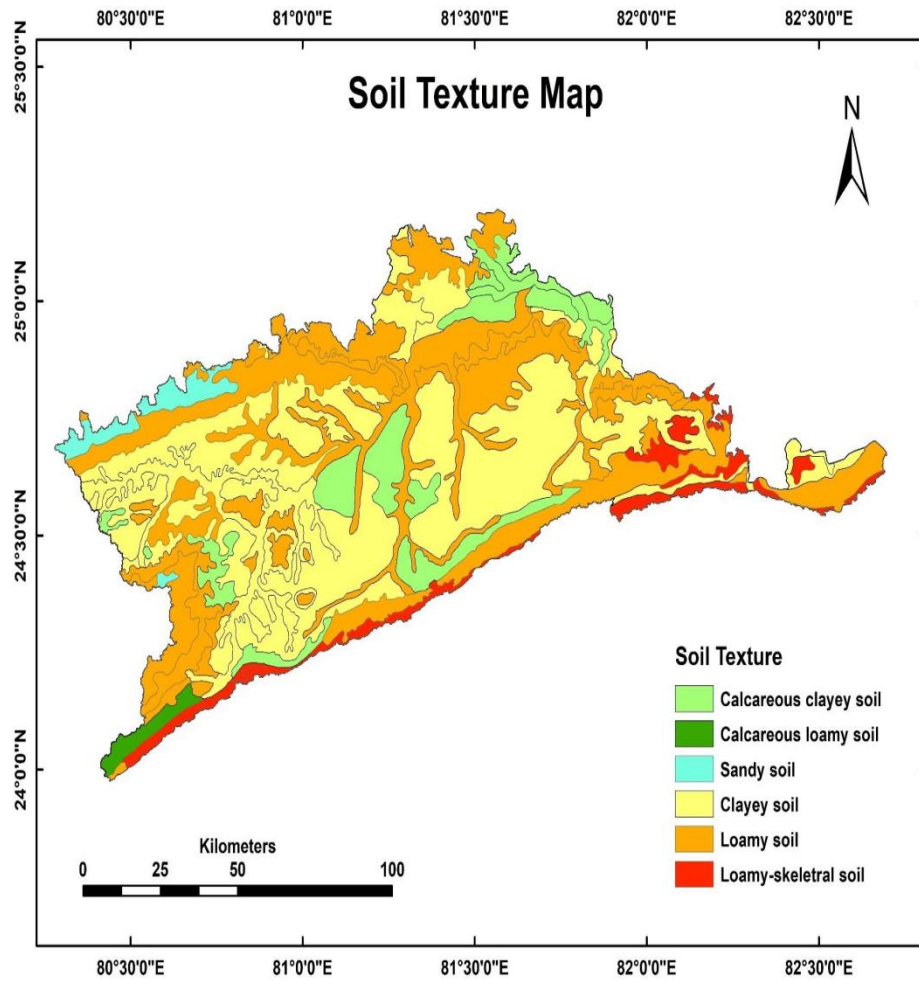 80°30'0"E 81°0'0"E 81°30'0"E 82°0'0"E 82°30'0"E
25°30'0"N
Soil Texture Map
N
25°0'0"N
24°30'0"N
24°0'0"N
Soil Texture
Calcareous clayey soil
Calcareous loamy soil
Sandy soil
Clayey soil
Loamy soil
Loamy-skeletral soil
Kilometers
0 25 50 100
80°30'0"E 81°0'0"E 81°30'0"E 82°0'0"E 82°30'0"E